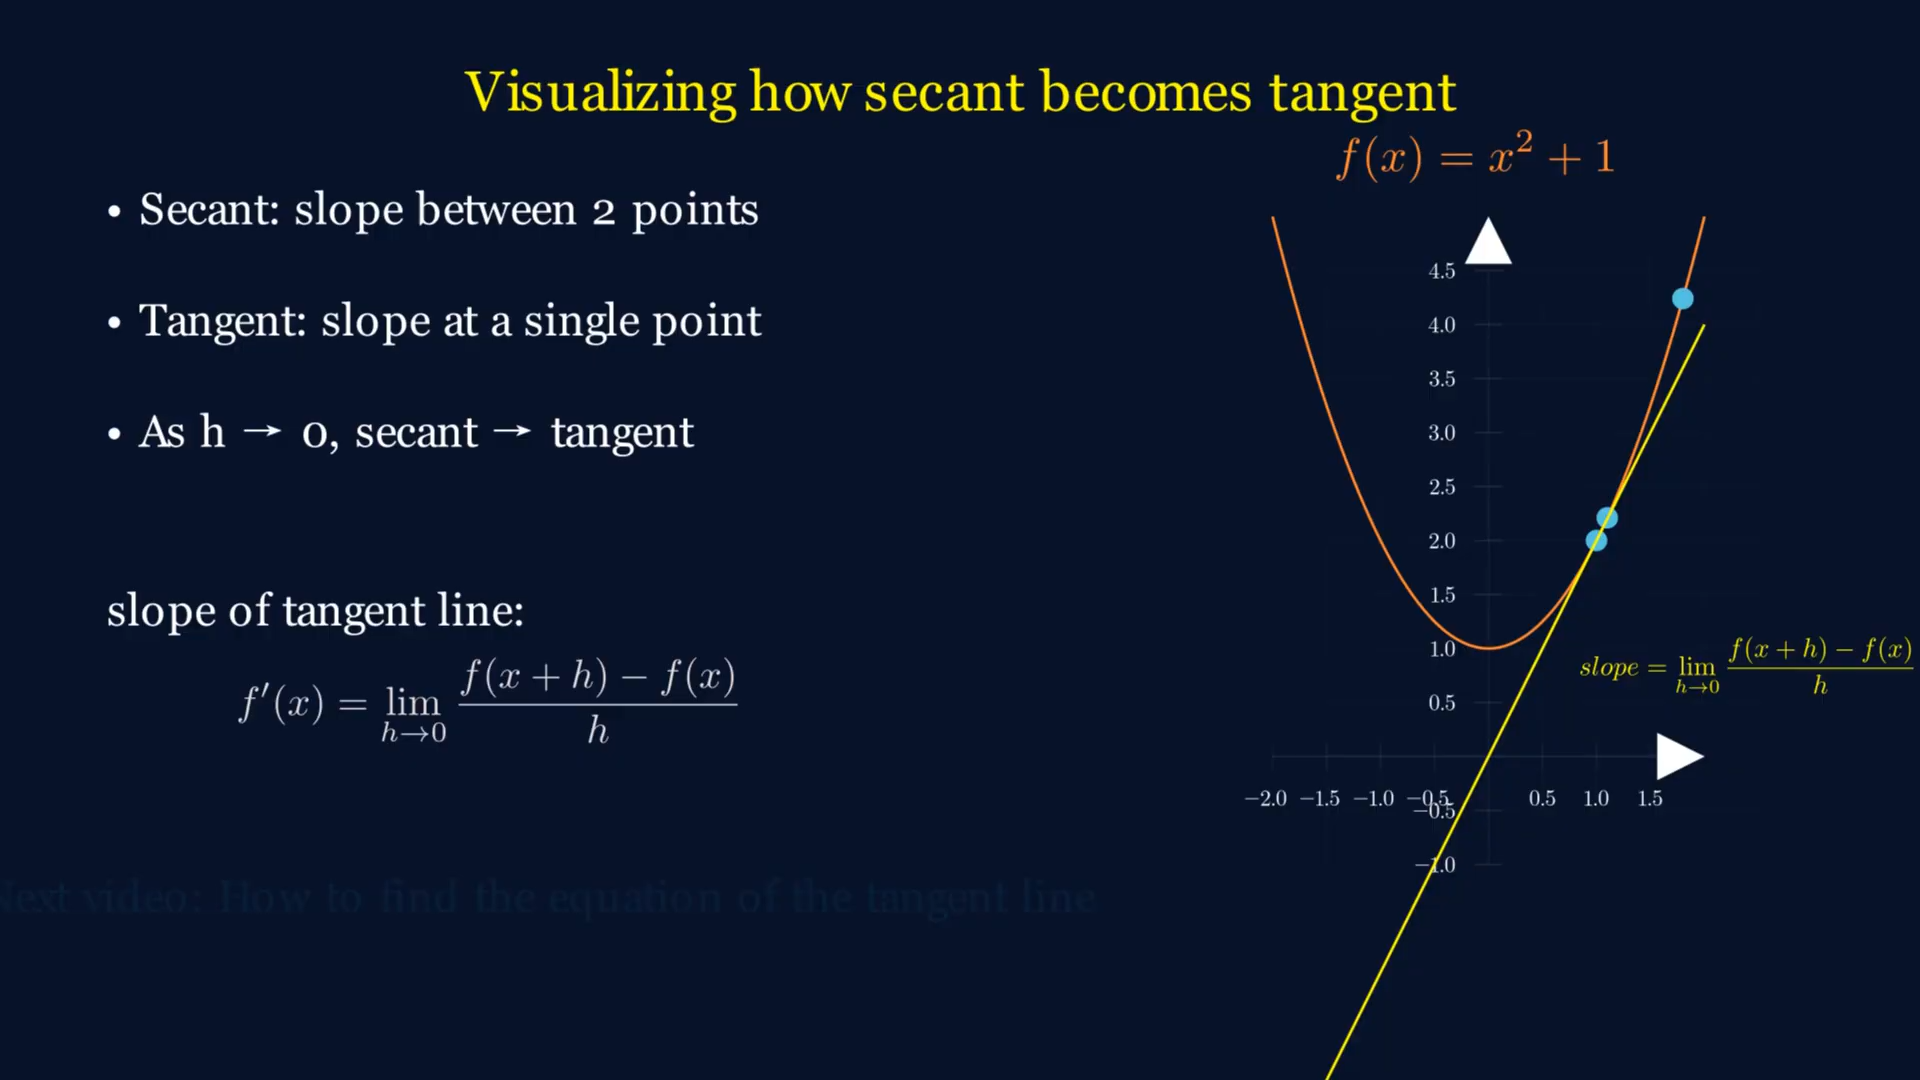 Visualizing how secant becomes tangent
f(x) = x² + 1
• Secant: slope between 2 points
• Tangent: slope at a single point
• As h → 0, secant → tangent
slope of tangent line:
f′(x) = lim h→0 f(x + h) − f(x) / h
4.5
4.0
3.5
3.0
2.5
2.0
1.5
1.0
0.5
slope = lim h→0 f(x + h) − f(x) / h
−2.0 −1.5 −1.0 −0.5 0.5 1.0 1.5
−0.5
−1.0
Next video: How to find the equation of the tangent line